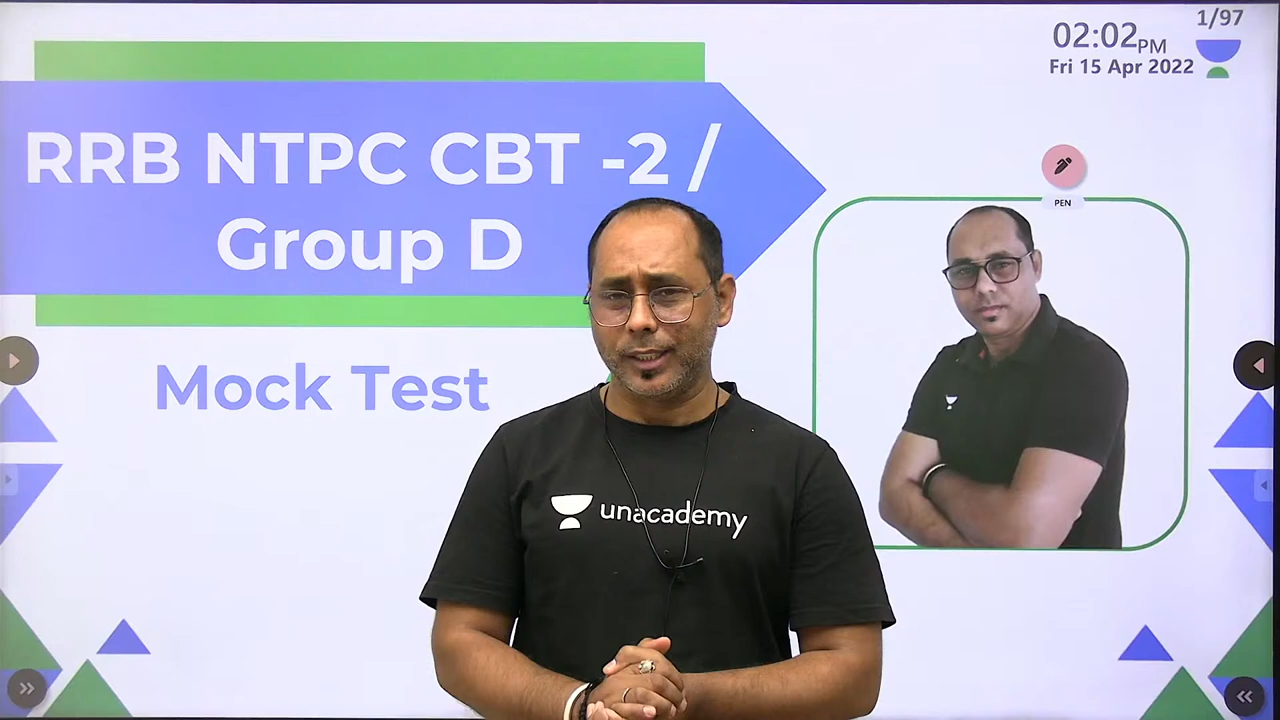 1/97
02:02PM
Fri 15 Apr 2022
RRB NTPC CBT -2 /
Group D
PEN
Mock Test
unacademy